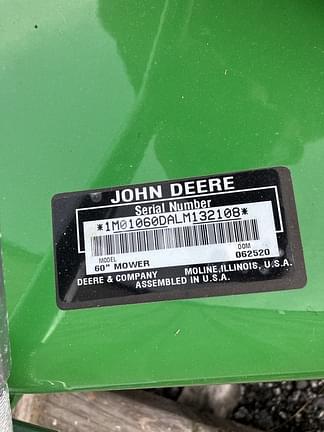 JOHN DEERE
Serial Number
*1M01060DALM132108*
MODEL DOM
60" MOWER 062520
DEERE & COMPANY MOLINE, ILLINOIS, U.S.A.
ASSEMBLED IN U.S.A.